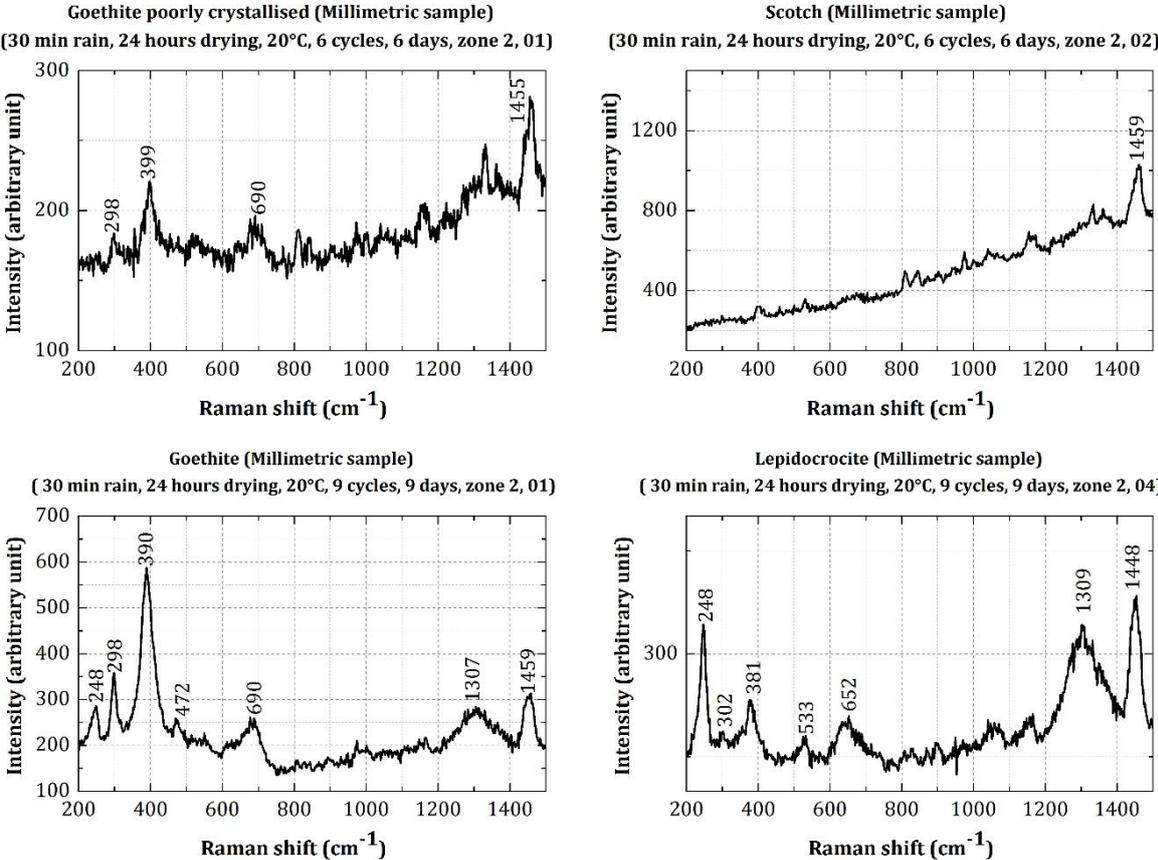 Goethite poorly crystallised (Millimetric sample)
(30 min rain, 24 hours drying, 20°C, 6 cycles, 6 days, zone 2, 01)
300
200
100
Intensity (arbitrary unit)
298
399
690
1455
200 400 600 800 1000 1200 1400
Raman shift (cm-1)
Scotch (Millimetric sample)
(30 min rain, 24 hours drying, 20°C, 6 cycles, 6 days, zone 2, 02)
1200
800
400
Intensity (arbitrary unit)
1459
200 400 600 800 1000 1200 1400
Raman shift (cm-1)
Goethite (Millimetric sample)
( 30 min rain, 24 hours drying, 20°C, 9 cycles, 9 days, zone 2, 01)
700
600
500
400
300
200
100
Intensity (arbitrary unit)
248
298
390
472
690
1307
1459
200 400 600 800 1000 1200 1400
Raman shift (cm-1)
Lepidocrocite (Millimetric sample)
( 30 min rain, 24 hours drying, 20°C, 9 cycles, 9 days, zone 2, 04)
300
Intensity (arbitrary unit)
248
302
381
533
652
1309
1448
200 400 600 800 1000 1200 1400
Raman shift (cm-1)